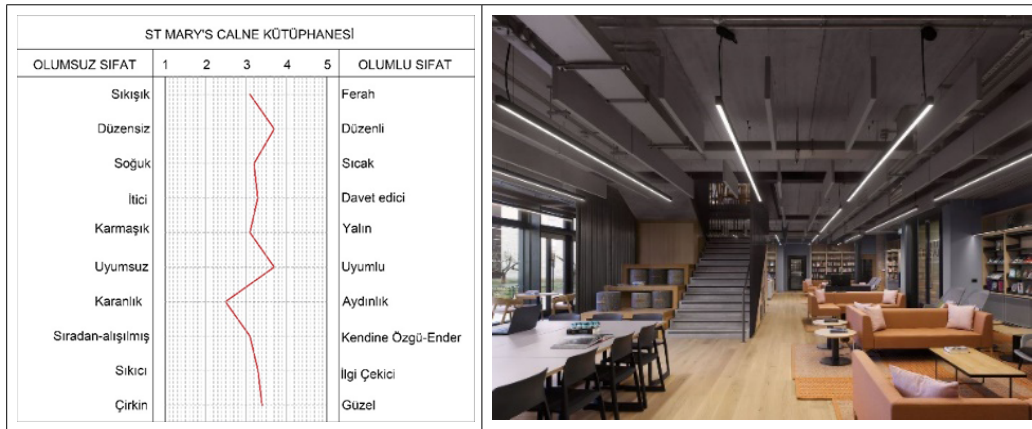 ST MARY'S CALNE KÜTÜPHANESİ
OLUMSUZ SIFAT 1 2 3 4 5 OLUMLU SIFAT
Sıkışık Ferah
Düzensiz Düzenli
Soğuk Sıcak
İtici Davet edici
Karmaşık Yalın
Uyumsuz Uyumlu
Karanlık Aydınlık
Sıradan-alışılmış Kendine Özgü-Ender
Sıkıcı İlgi Çekici
Çirkin Güzel